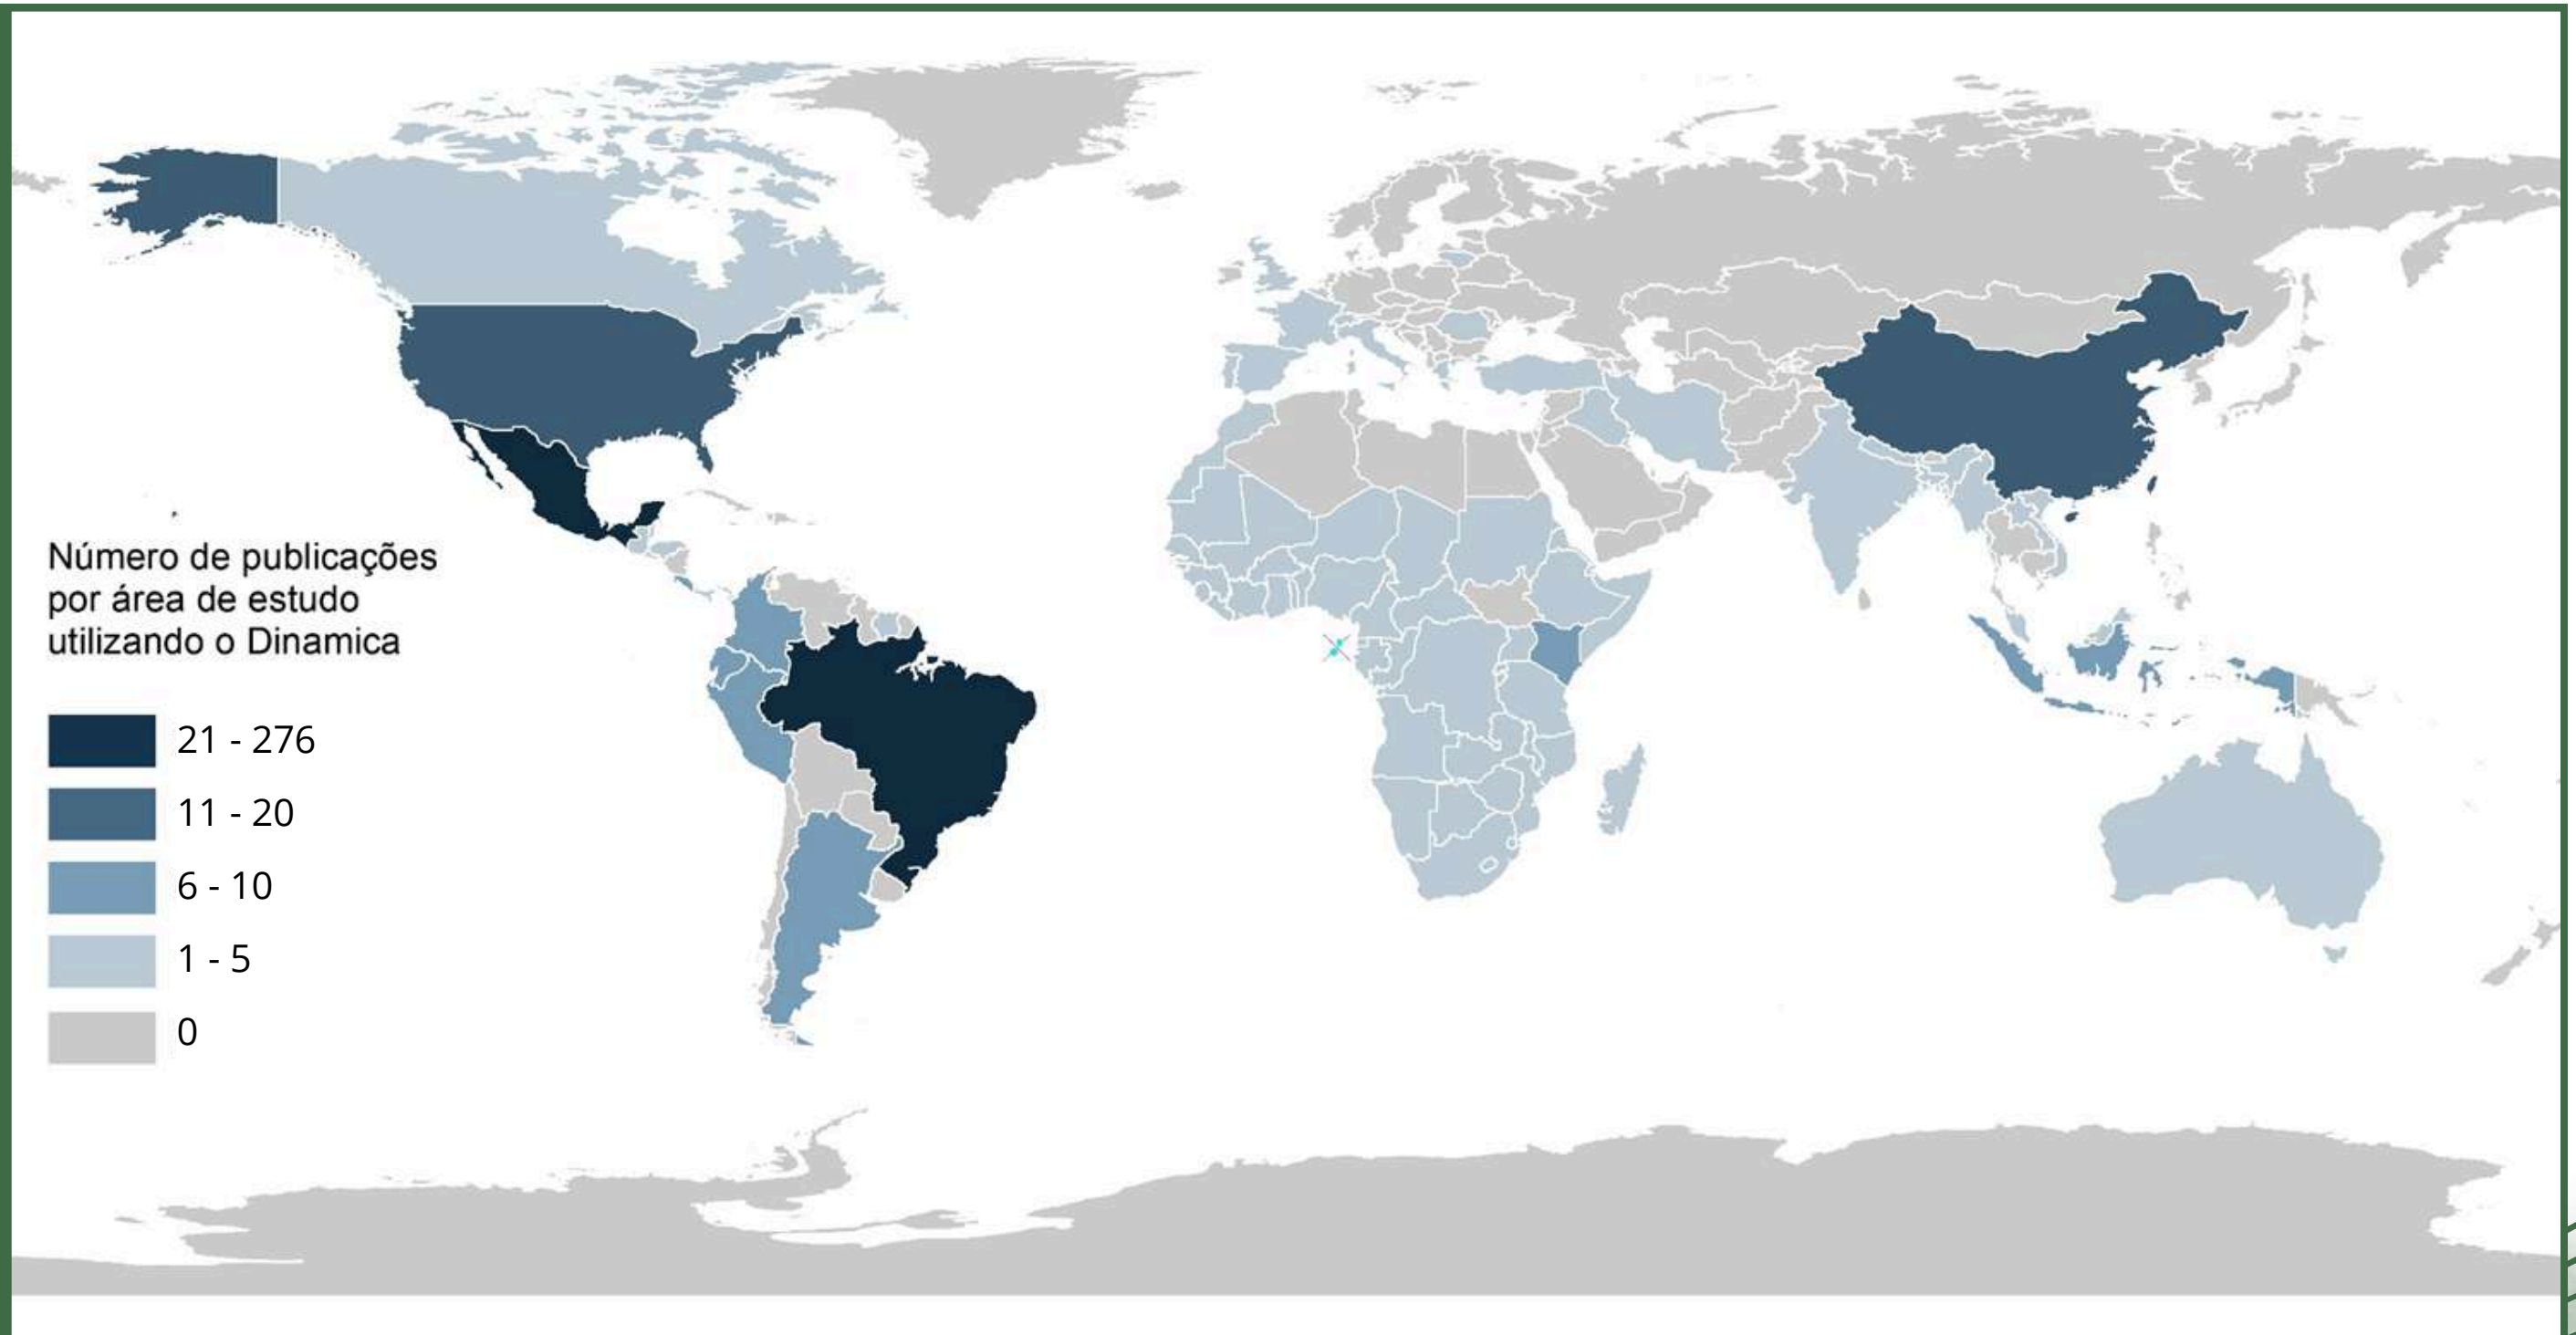 Número de publicações
por área de estudo
utilizando o Dinamica
21 - 276
11 - 20
6 - 10
1 - 5
0